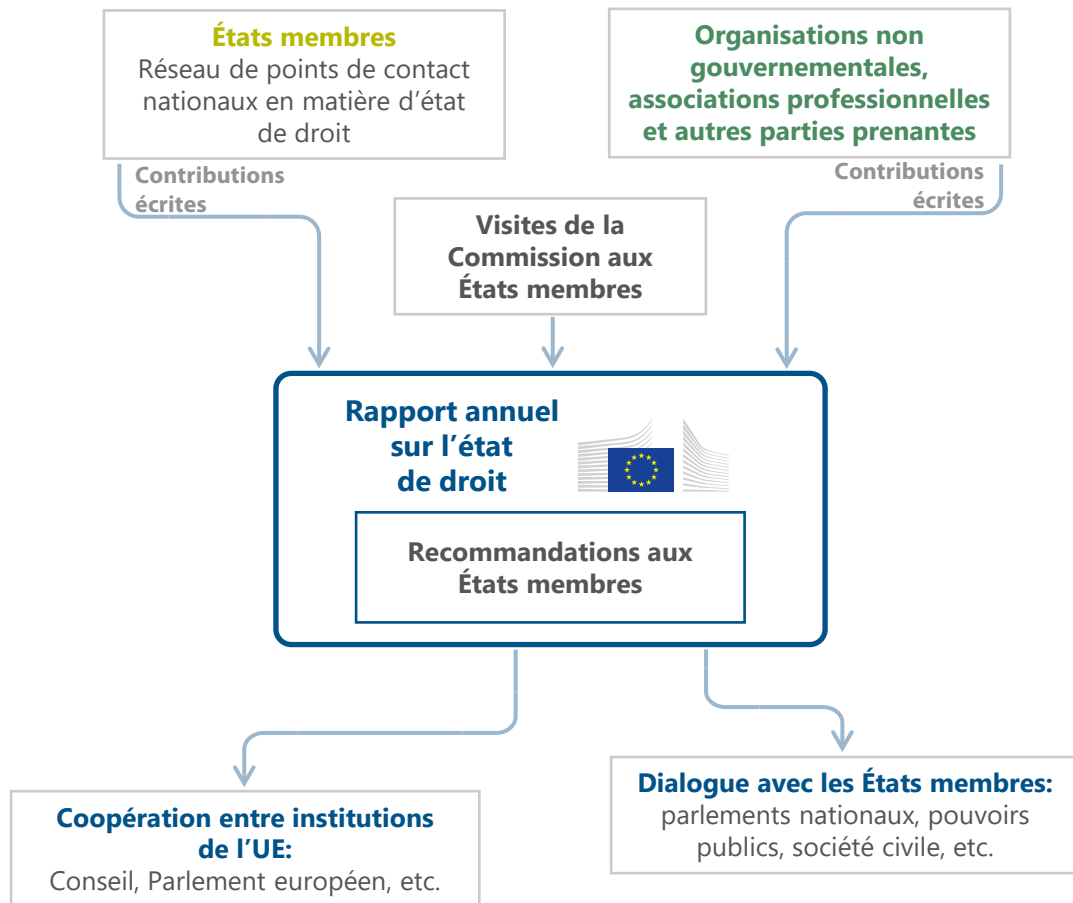 États membres
Réseau de points de contact
nationaux en matière d’état
de droit
Organisations non
gouvernementales,
associations professionnelles
et autres parties prenantes
Contributions
écrites
Contributions
écrites
Visites de la
Commission aux
États membres
Rapport annuel
sur l’état
de droit
Recommandations aux
États membres
Coopération entre institutions
de l’UE:
Conseil, Parlement européen, etc.
Dialogue avec les États membres:
parlements nationaux, pouvoirs
publics, société civile, etc.